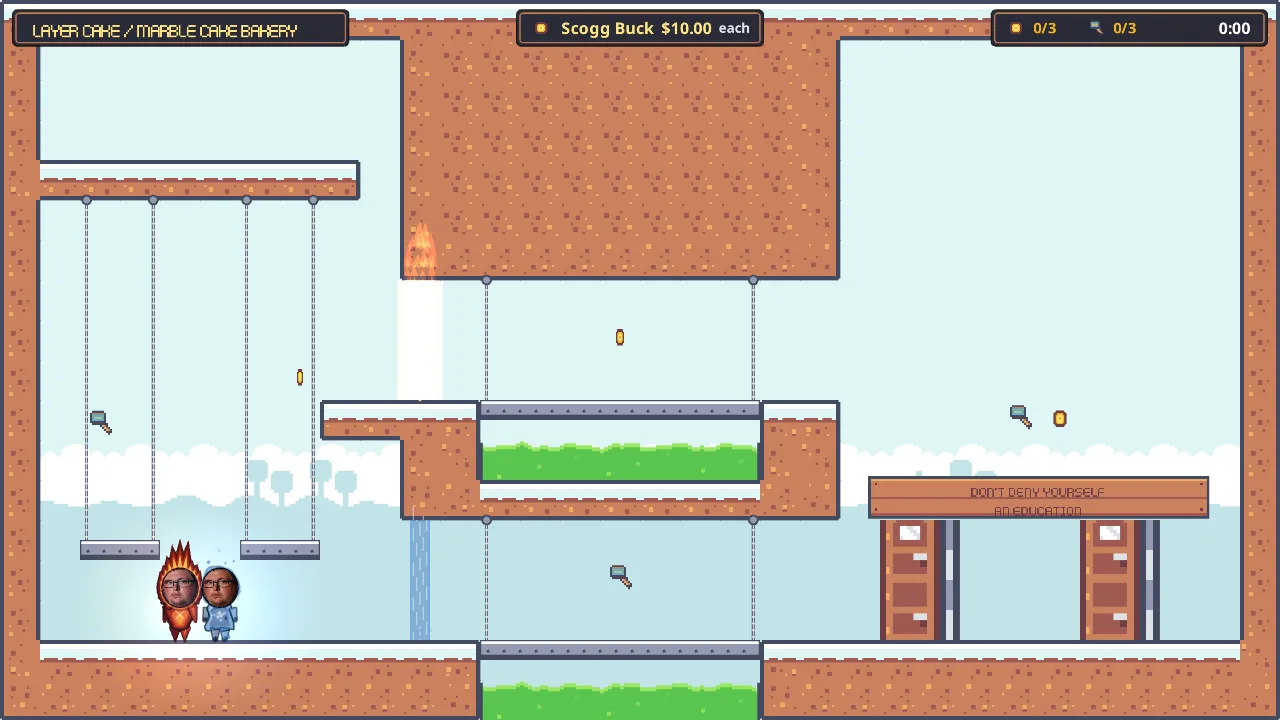 LAYER CAKE / MARBLE CAKE BAKERY
Scogg Buck $10.00 each
0/3 0/3 0:00
DON'T DENY YOURSELF
AN EDUCATION